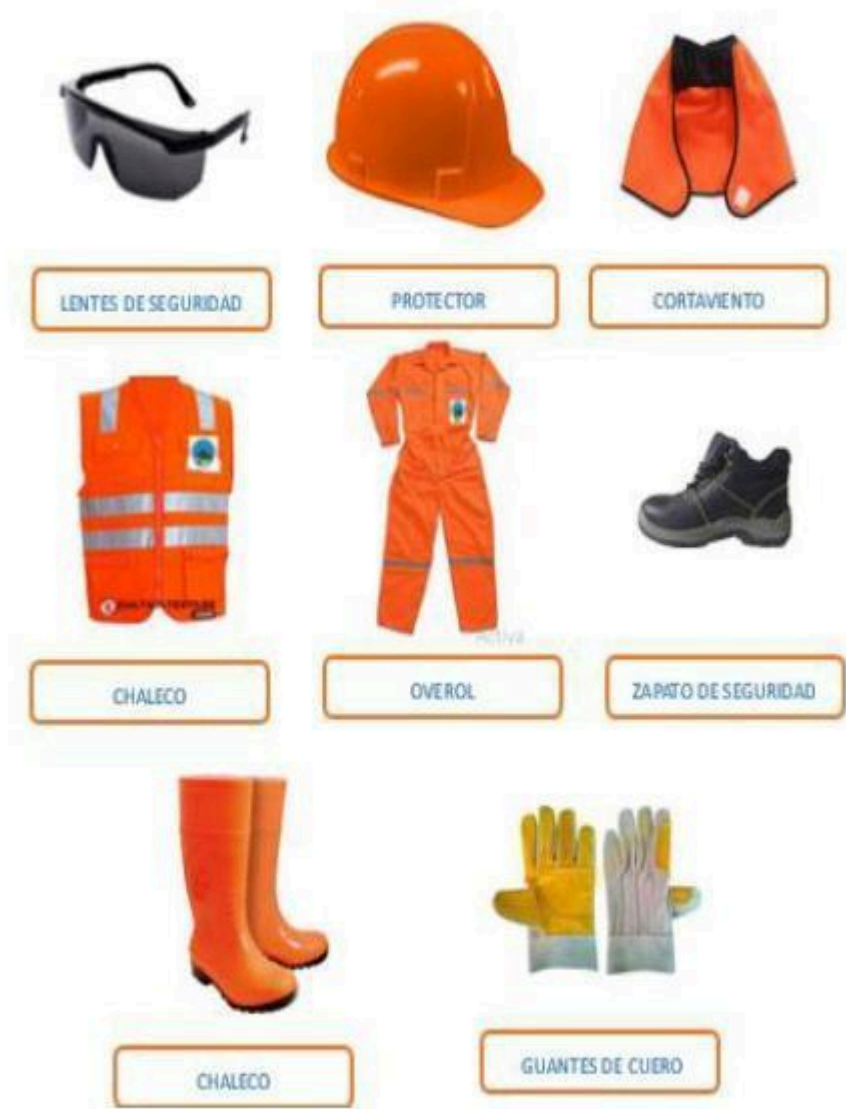 LENTES DE SEGURIDAD
PROTECTOR
CORTAVIENTO
CHALECO
OVEROL
ZAPATO DE SEGURIDAD
CHALECO
GUANTES DE CUERO